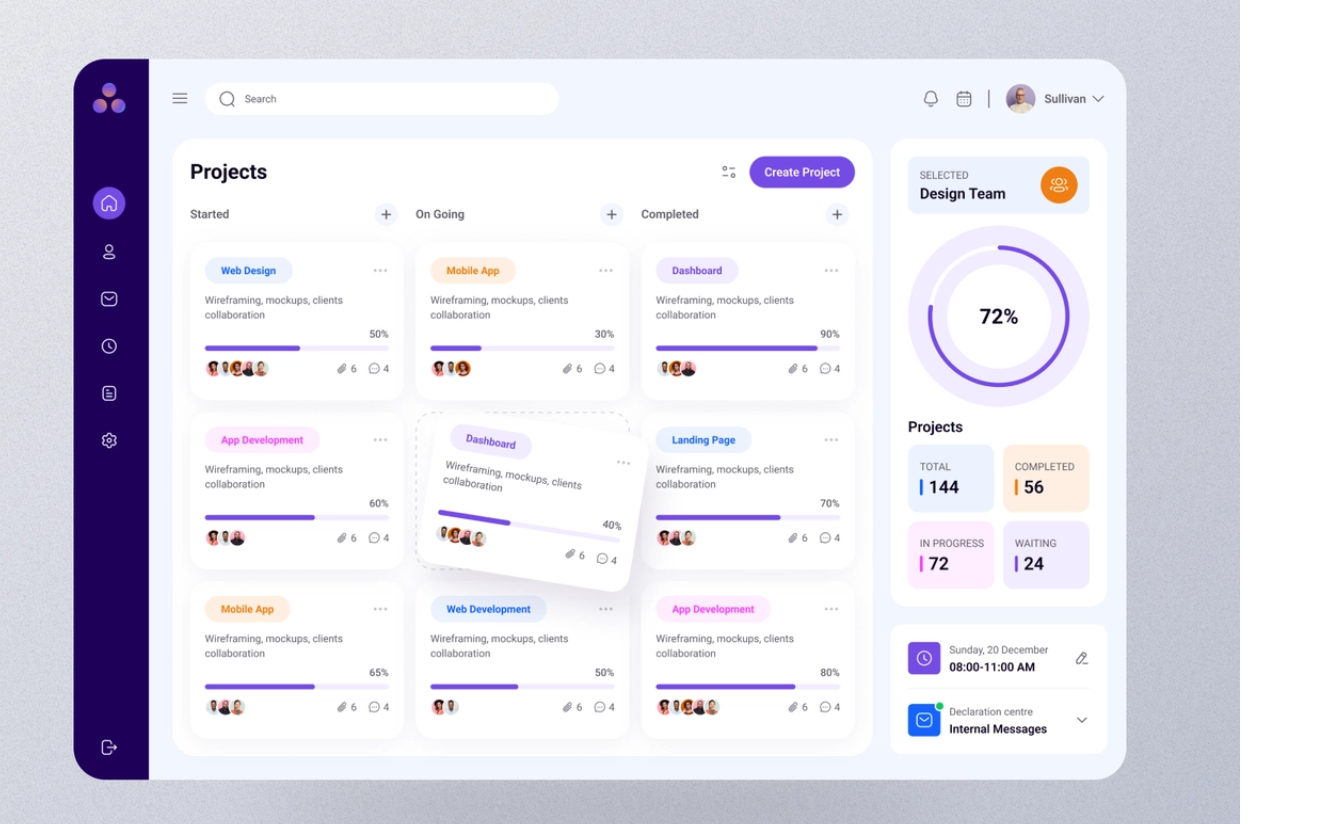 Search
Sullivan
Projects
Create Project
Started
On Going
Completed
Web Design
Wireframing, mockups, clients
collaboration
50%
6
4
Mobile App
Wireframing, mockups, clients
collaboration
30%
6
4
Dashboard
Wireframing, mockups, clients
collaboration
90%
6
4
App Development
Wireframing, mockups, clients
collaboration
60%
6
4
Dashboard
Wireframing, mockups, clients
collaboration
40%
6
4
Landing Page
Wireframing, mockups, clients
collaboration
70%
6
4
Mobile App
Wireframing, mockups, clients
collaboration
65%
6
4
Web Development
Wireframing, mockups, clients
collaboration
50%
6
4
App Development
Wireframing, mockups, clients
collaboration
80%
6
4
SELECTED
Design Team
72%
Projects
TOTAL
144
COMPLETED
56
IN PROGRESS
72
WAITING
24
Sunday, 20 December
08:00-11:00 AM
Declaration centre
Internal Messages